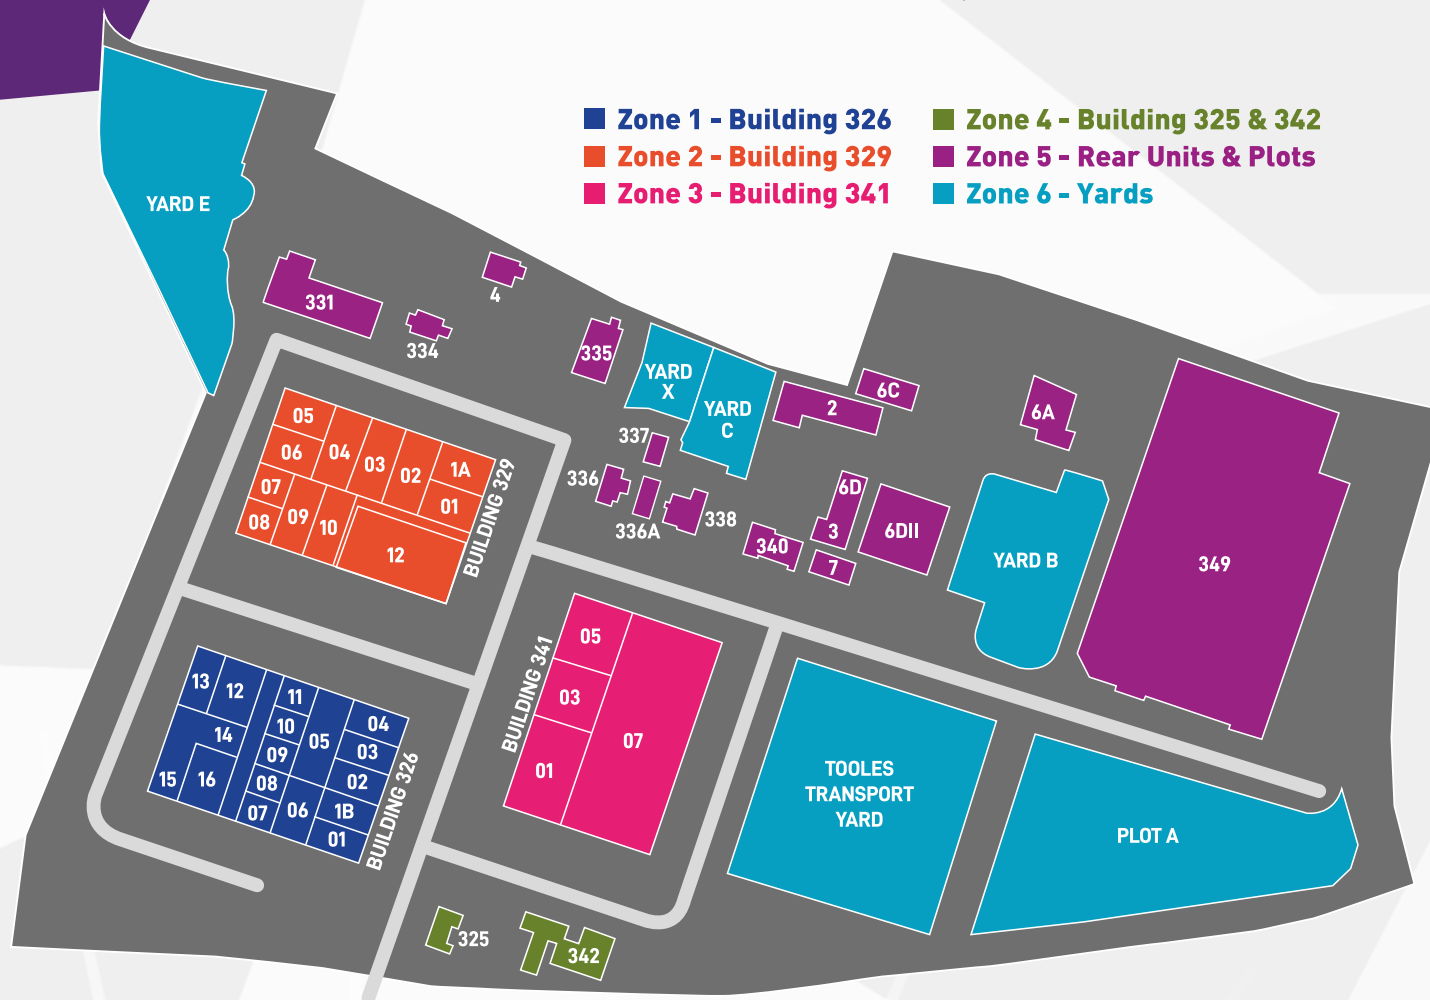 Zone 1 - Building 326
Zone 2 - Building 329
Zone 3 - Building 341
Zone 4 - Building 325 & 342
Zone 5 - Rear Units & Plots
Zone 6 - Yards
YARD E
331
334
4
335
YARD
X
YARD
C
2
6C
6A
337
336
336A
338
340
6D
3
7
6DII
YARD B
349
05
06
04
03
02
1A
01
07
08
09
10
12
BUILDING 329
13
12
11
10
14
09
05
04
03
02
15
16
08
07
06
1B
01
BUILDING 326
BUILDING 341
05
03
01
07
TOOLES
TRANSPORT
YARD
PLOT A
325
342